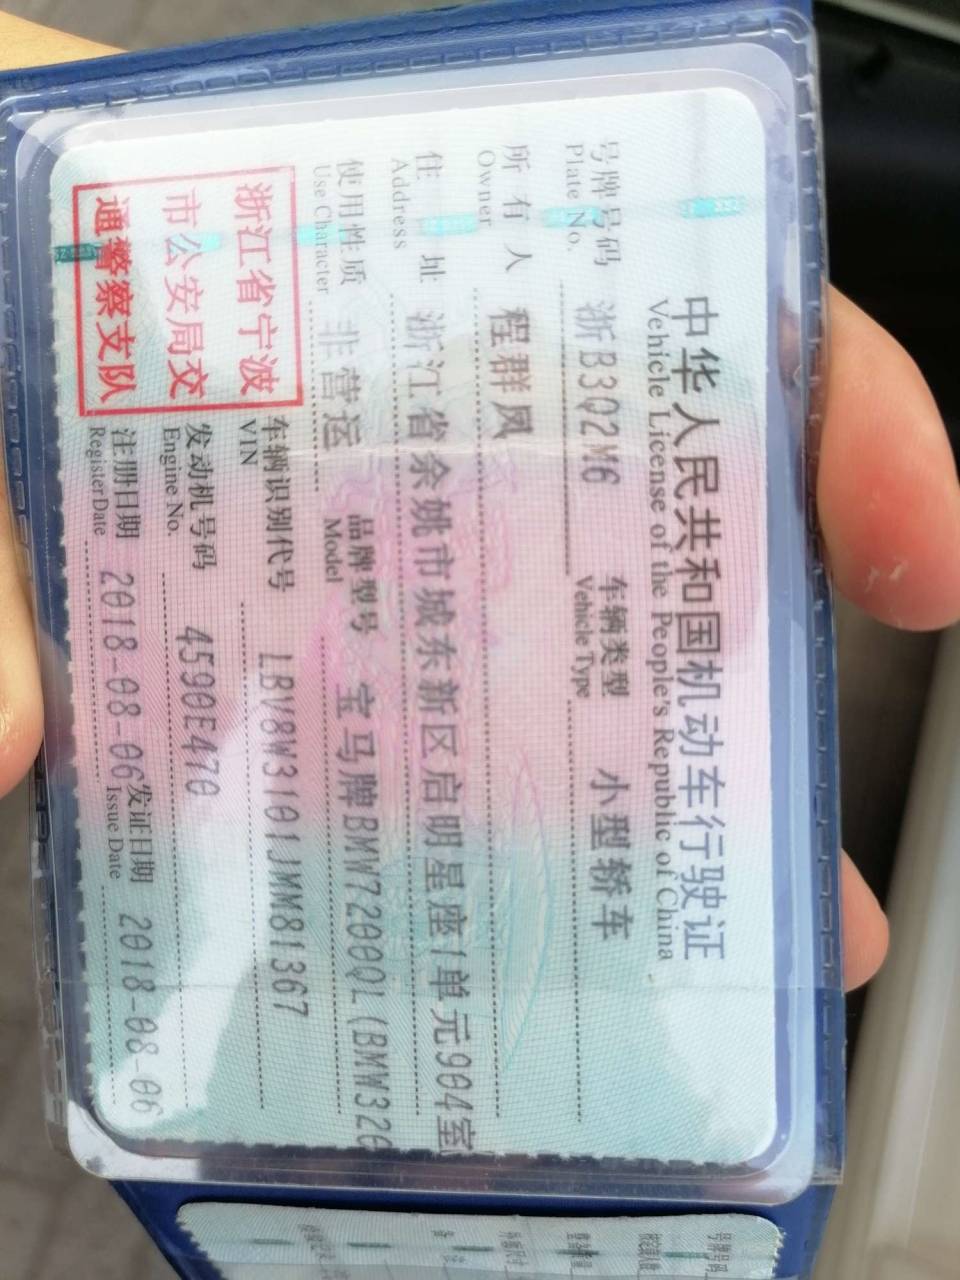 中华人民共和国机动车行驶证
Vehicle License of the People's Republic of China
号牌号码 浙B3Q2M6 车辆类型 小型轿车
Plate No. Vehicle Type
所有人 程群凤
Owner
住址 浙江省余姚市城东新区启明星座1单元904室
Address
使用性质 非营运 品牌型号 宝马牌BMW7200QL(BMW320
Use Character Model
浙江省宁波
市公安局交
通警察支队
车辆识别代号 LBV8W3101JMM81367
VIN
发动机号码 4590E470
Engine No.
注册日期 2018-08-06 发证日期 2018-08-06
Register Date Issue Date
号牌号码